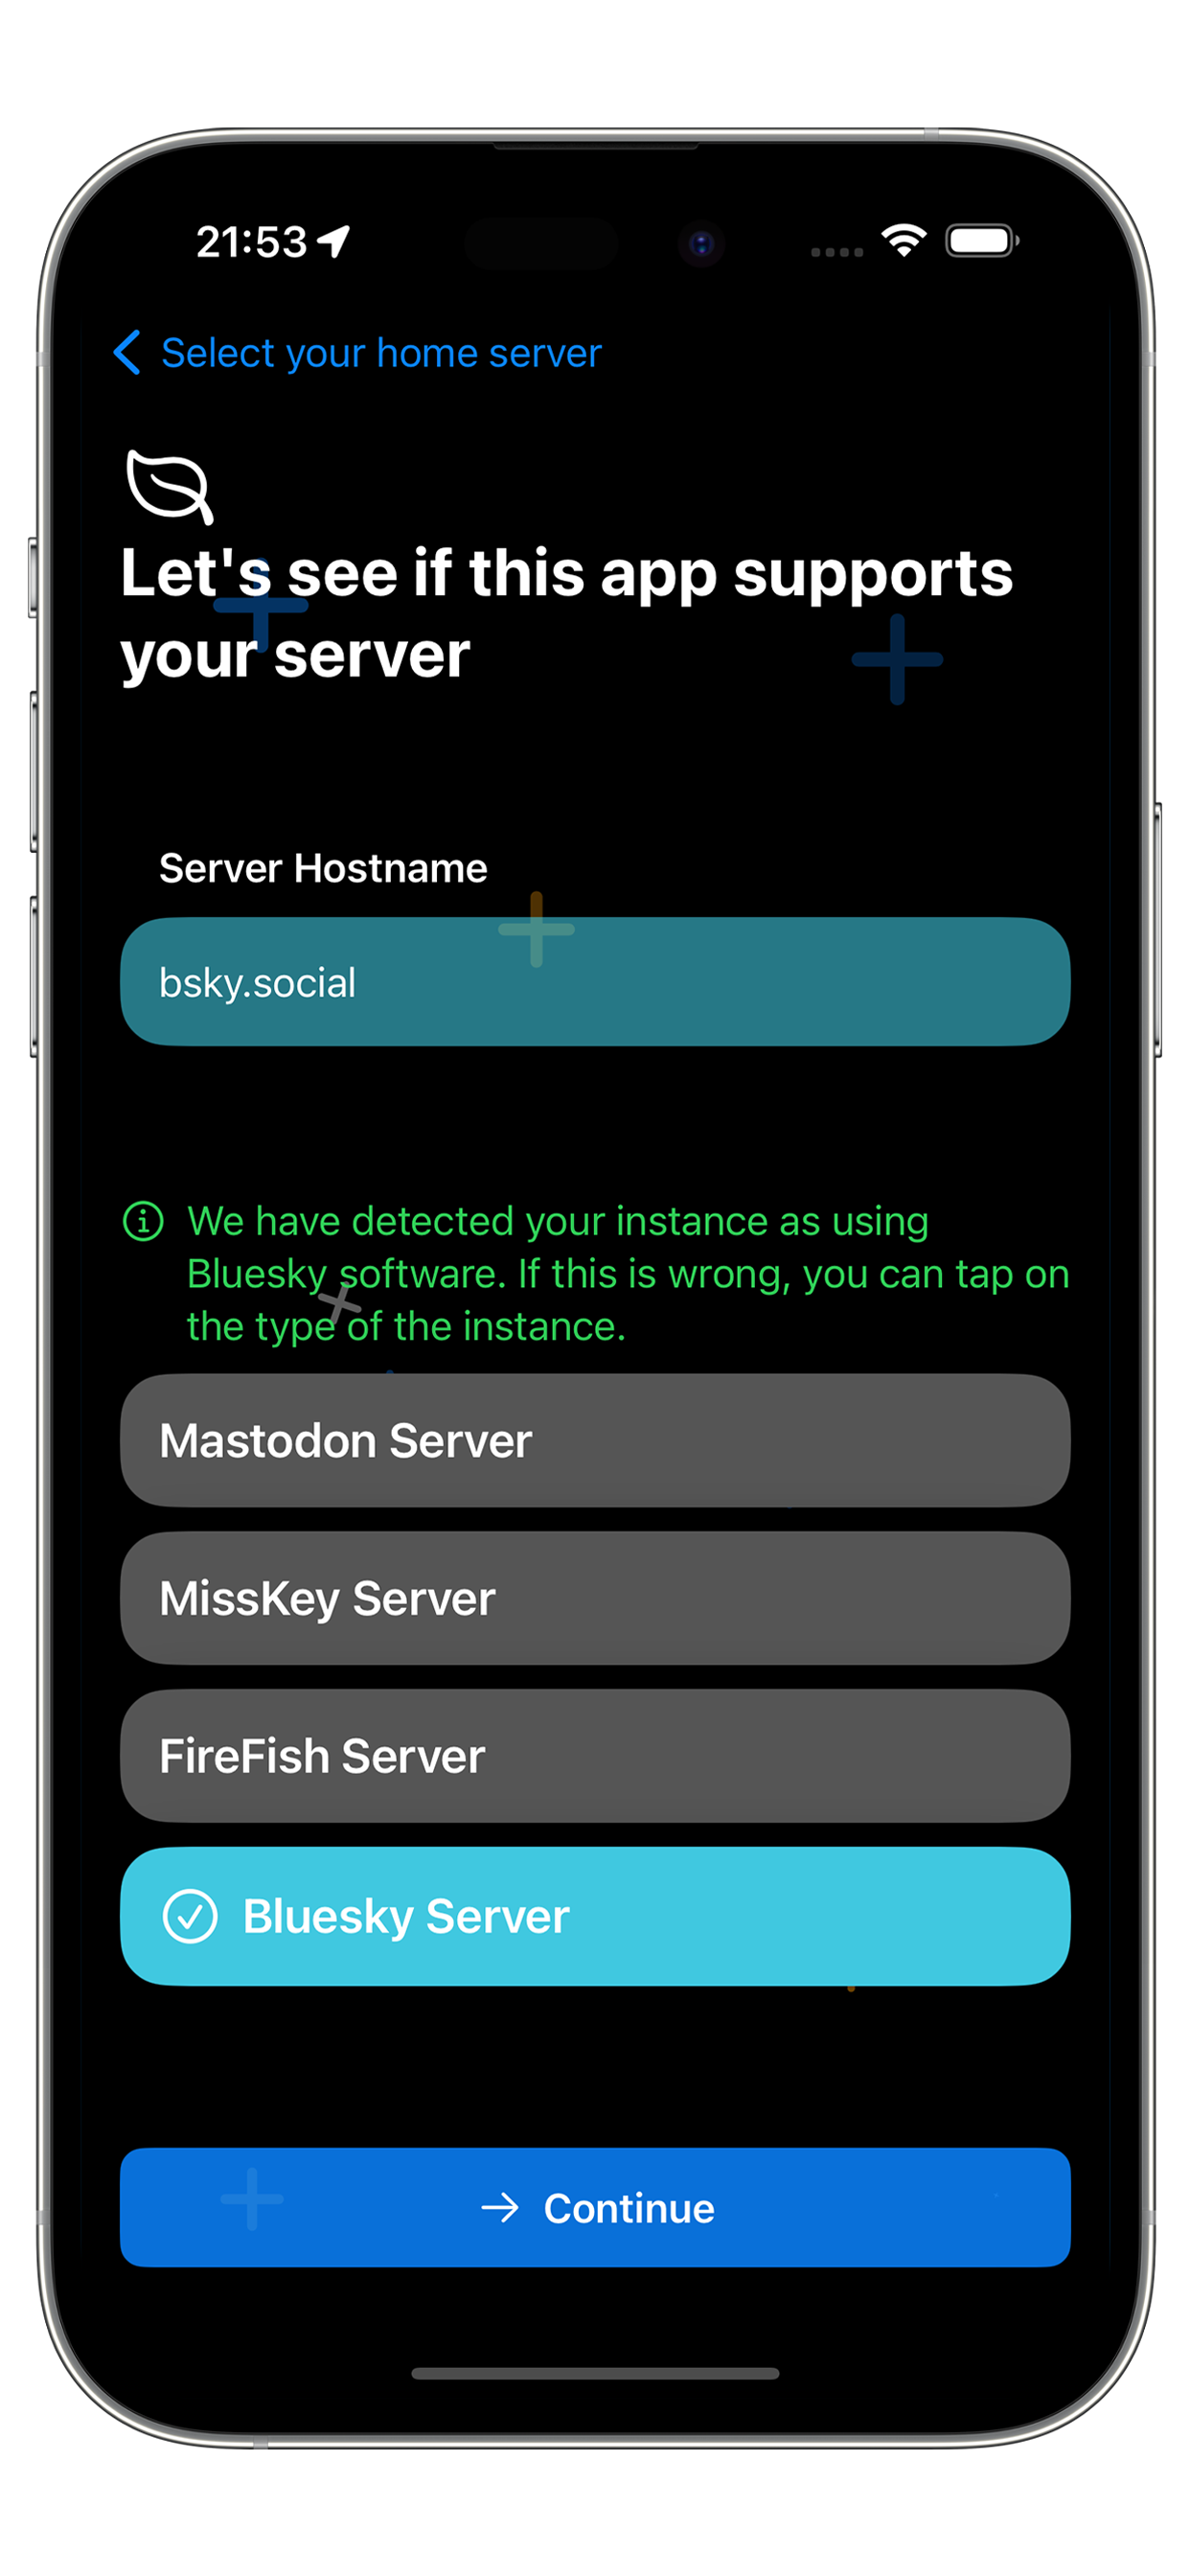 21:53
Select your home server
Let's see if this app supports
your server
Server Hostname
bsky.social
We have detected your instance as using
Bluesky software. If this is wrong, you can tap on
the type of the instance.
Mastodon Server
MissKey Server
FireFish Server
Bluesky Server
Continue